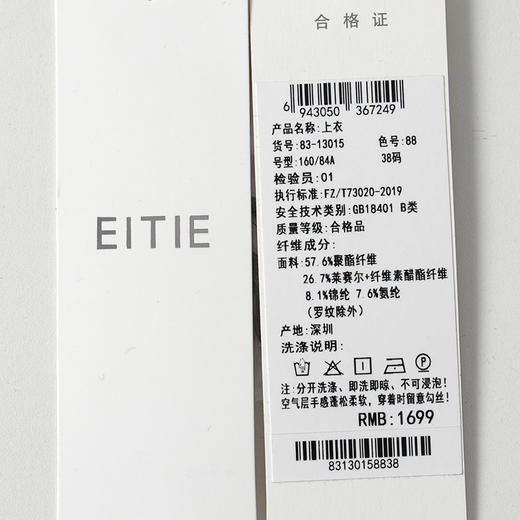 EITIE
合格证
6 943050 367249
产品名称:上衣
货号:83-13015 色号:88
号型:160/84A 38码
检验员:01
执行标准:FZ/T73020-2019
安全技术类别:GB18401 B类
质量等级:合格品
纤维成分:
面料:57.6%聚酯纤维
26.7%莱赛尔+纤维素醋酯纤维
8.1%锦纶 7.6%氨纶
(罗纹除外)
产地:深圳
洗涤说明:
P
注:分开洗涤、即洗即晾、不可浸泡!
空气层手感蓬松柔软,穿着时留意勾丝!
RMB:1699
83130158838